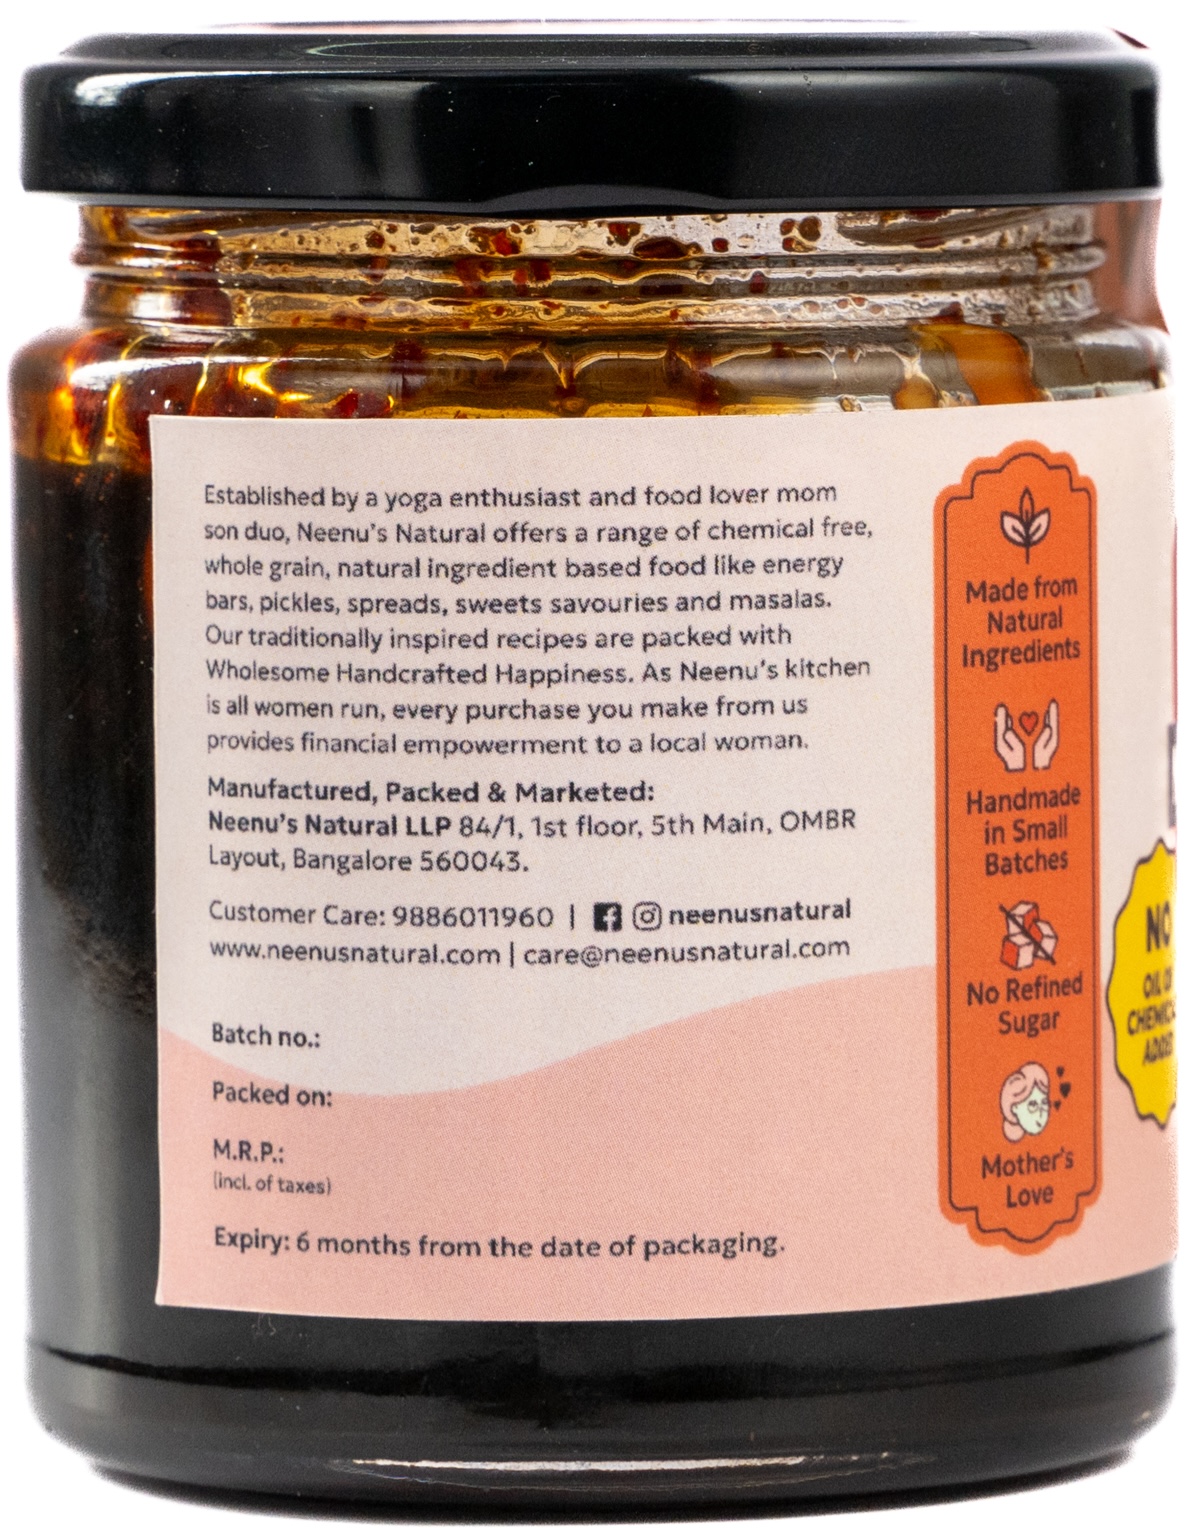 Established by a yoga enthusiast and food lover mom
son duo, Neenu's Natural offers a range of chemical free,
whole grain, natural ingredient based food like energy
bars, pickles, spreads, sweets savouries and masalas.
Our traditionally inspired recipes are packed with
Wholesome Handcrafted Happiness. As Neenu's kitchen
is all women run, every purchase you make from us
provides financial empowerment to a local woman.
Manufactured, Packed & Marketed:
Neenu's Natural LLP 84/1, 1st floor, 5th Main, OMBR
Layout, Bangalore 560043.
Customer Care: 9886011960 | neenusnatural
www.neenusnatural.com | care@neenusnatural.com
Batch no.:
Packed on:
M.R.P.:
(incl. of taxes)
Expiry: 6 months from the date of packaging.
Made from
Natural
Ingredients
Handmade
in Small
Batches
No Refined
Sugar
Mother's
Love
NO
OIL